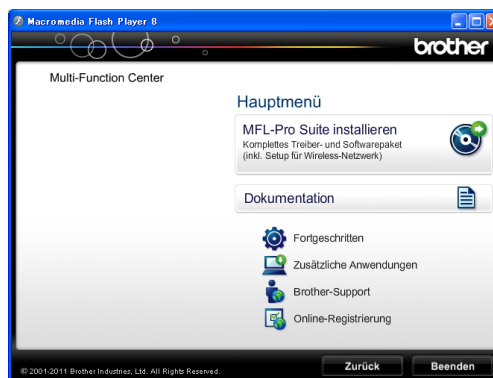 Macromedia Flash Player 8
brother
Multi-Function Center
Hauptmenü
MFL-Pro Suite installieren
Komplettes Treiber- und Softwarepaket
(inkl. Setup für Wireless-Netzwerk)
Dokumentation
Fortgeschritten
Zusätzliche Anwendungen
Brother-Support
Online-Registrierung
© 2001-2011 Brother Industries, Ltd. All Rights Reserved.
Zurück
Beenden